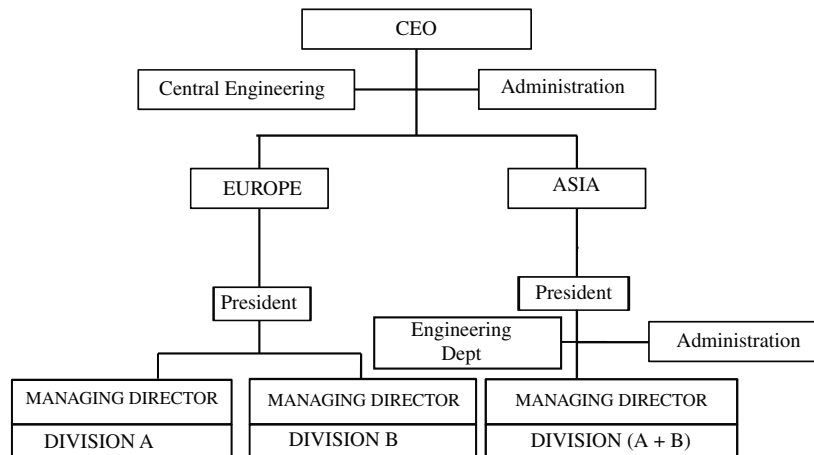 CEO
Central Engineering
Administration
EUROPE
ASIA
President
President
Engineering
Dept
Administration
MANAGING DIRECTOR
MANAGING DIRECTOR
MANAGING DIRECTOR
DIVISION A
DIVISION B
DIVISION (A + B)